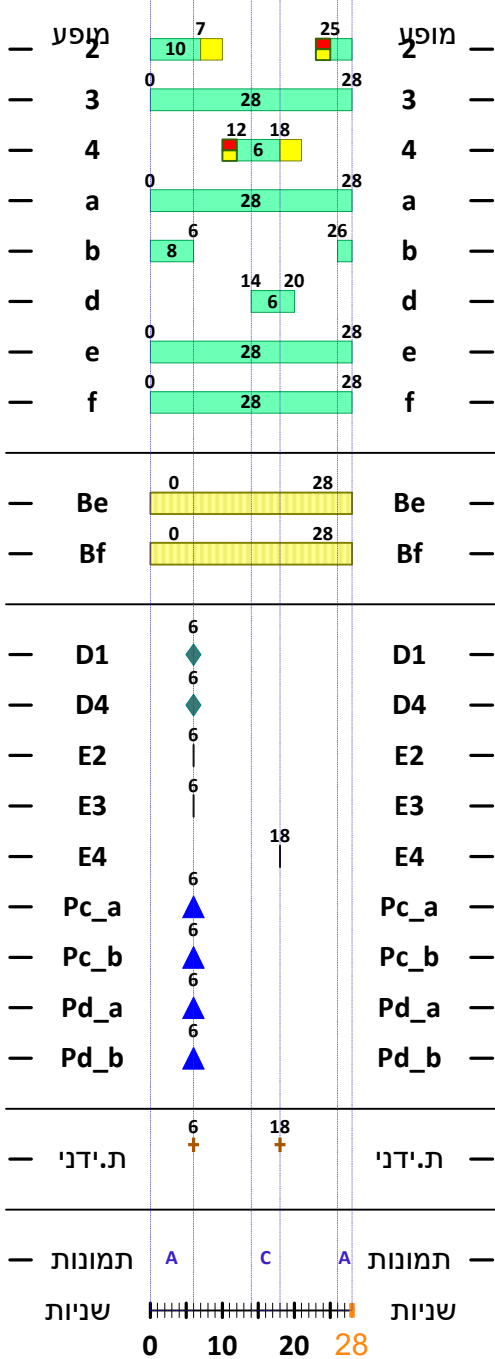 מופע 7 25 מופע
2 10 2
0 28
3 28 3
12 18
4 6 4
0 28
a 28 a
6 26
b 8 b
14 20
d 6 d
0 28
e 28 e
0 28
f 28 f
0 28
Be Be
0 28
Bf Bf
6
D1 D1
6
D4 D4
6
E2 E2
6
E3 E3
18
E4 E4
6
Pc_a Pc_a
6
Pc_b Pc_b
6
Pd_a Pd_a
6
Pd_b Pd_b
6 18
ת.ידני ת.ידני
תמונות A C A תמונות
שניות שניות
0 10 20 28